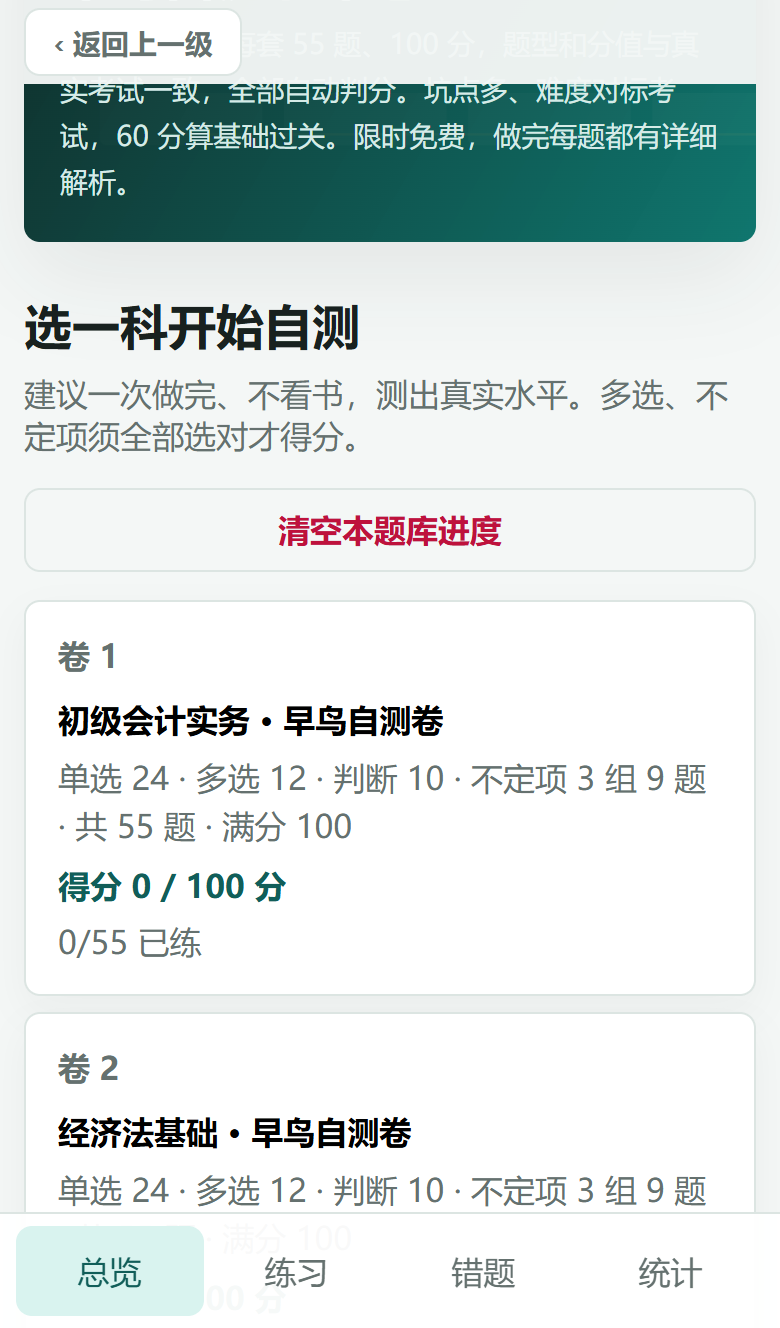 ‹ 返回上一级
每套 55 题、100 分，题型和分值与真
实考试一致，全部自动判分。坑点多、难度对标考
试，60 分算基础过关。限时免费，做完每题都有详细
解析。
选一科开始自测
建议一次做完、不看书，测出真实水平。多选、不
定项须全部选对才得分。
清空本题库进度
卷 1
初级会计实务 • 早鸟自测卷
单选 24 · 多选 12 · 判断 10 · 不定项 3 组 9 题
· 共 55 题 · 满分 100
得分 0 / 100 分
0/55 已练
卷 2
经济法基础 • 早鸟自测卷
单选 24 · 多选 12 · 判断 10 · 不定项 3 组 9 题
· 满分 100
00 分
总览
练习
错题
统计